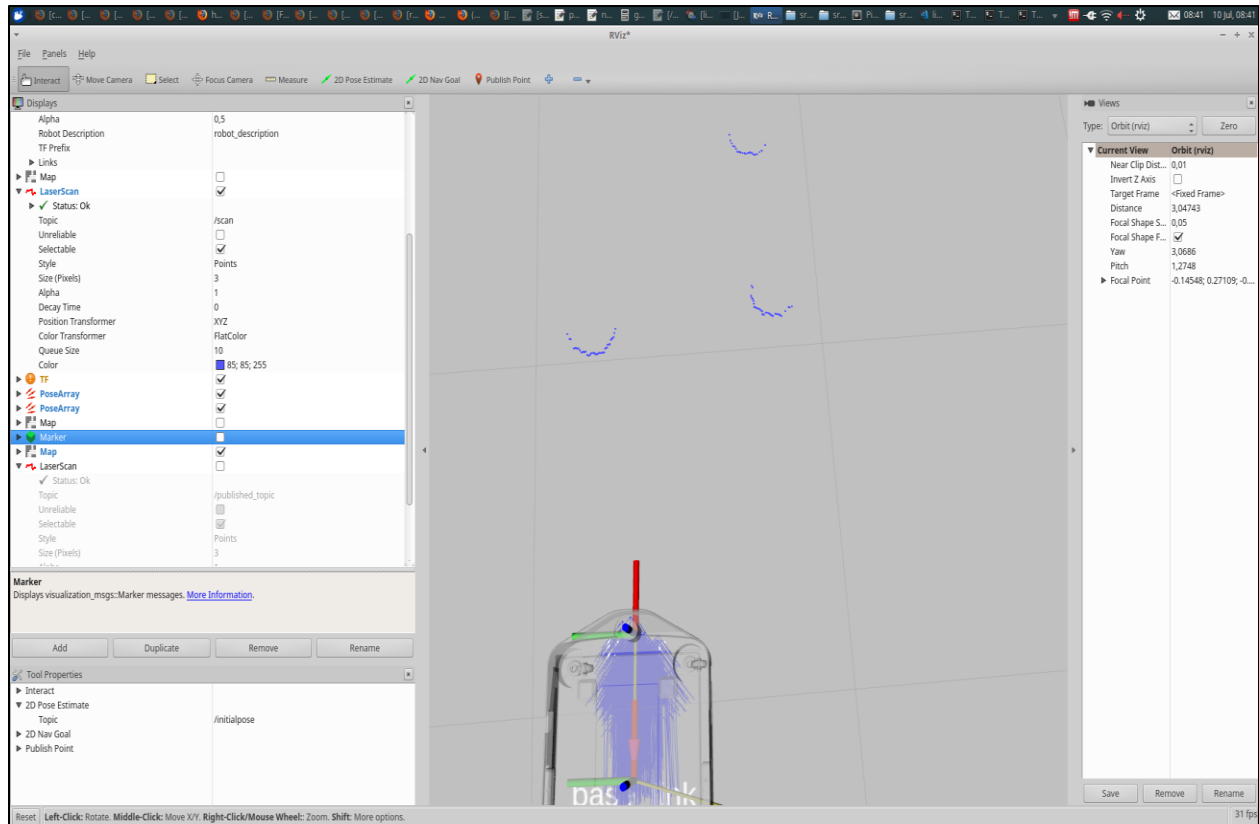 08:41 10 Jul, 08:41
RViz*
File Panels Help
Interact Move Camera Select Focus Camera Measure 2D Pose Estimate 2D Nav Goal Publish Point
Displays
Alpha 0,5
Robot Description robot_description
TF Prefix
Links
Map
LaserScan
Status: Ok
Topic /scan
Unreliable
Selectable
Style Points
Size (Pixels) 3
Alpha 1
Decay Time 0
Position Transformer XYZ
Color Transformer FlatColor
Queue Size 10
Color 85; 85; 255
TF
PoseArray
PoseArray
Map
Marker
Map
LaserScan
Status: Ok
Topic /published_topic
Unreliable
Selectable
Style Points
Size (Pixels) 3
Marker
Displays visualization_msgs::Marker messages. More Information.
Add Duplicate Remove Rename
Tool Properties
Interact
2D Pose Estimate
Topic /initialpose
2D Nav Goal
Publish Point
Views
Type: Orbit (rviz) Zero
Current View Orbit (rviz)
Near Clip Dist... 0,01
Invert Z Axis
Target Frame <Fixed Frame>
Distance 3,04743
Focal Shape S... 0,05
Focal Shape F...
Yaw 3,0686
Pitch 1,2748
Focal Point -0.14548; 0.27109; -0....
Save Remove Rename
Reset Left-Click: Rotate. Middle-Click: Move X/Y. Right-Click/Mouse Wheel:: Zoom. Shift: More options. 31 fps